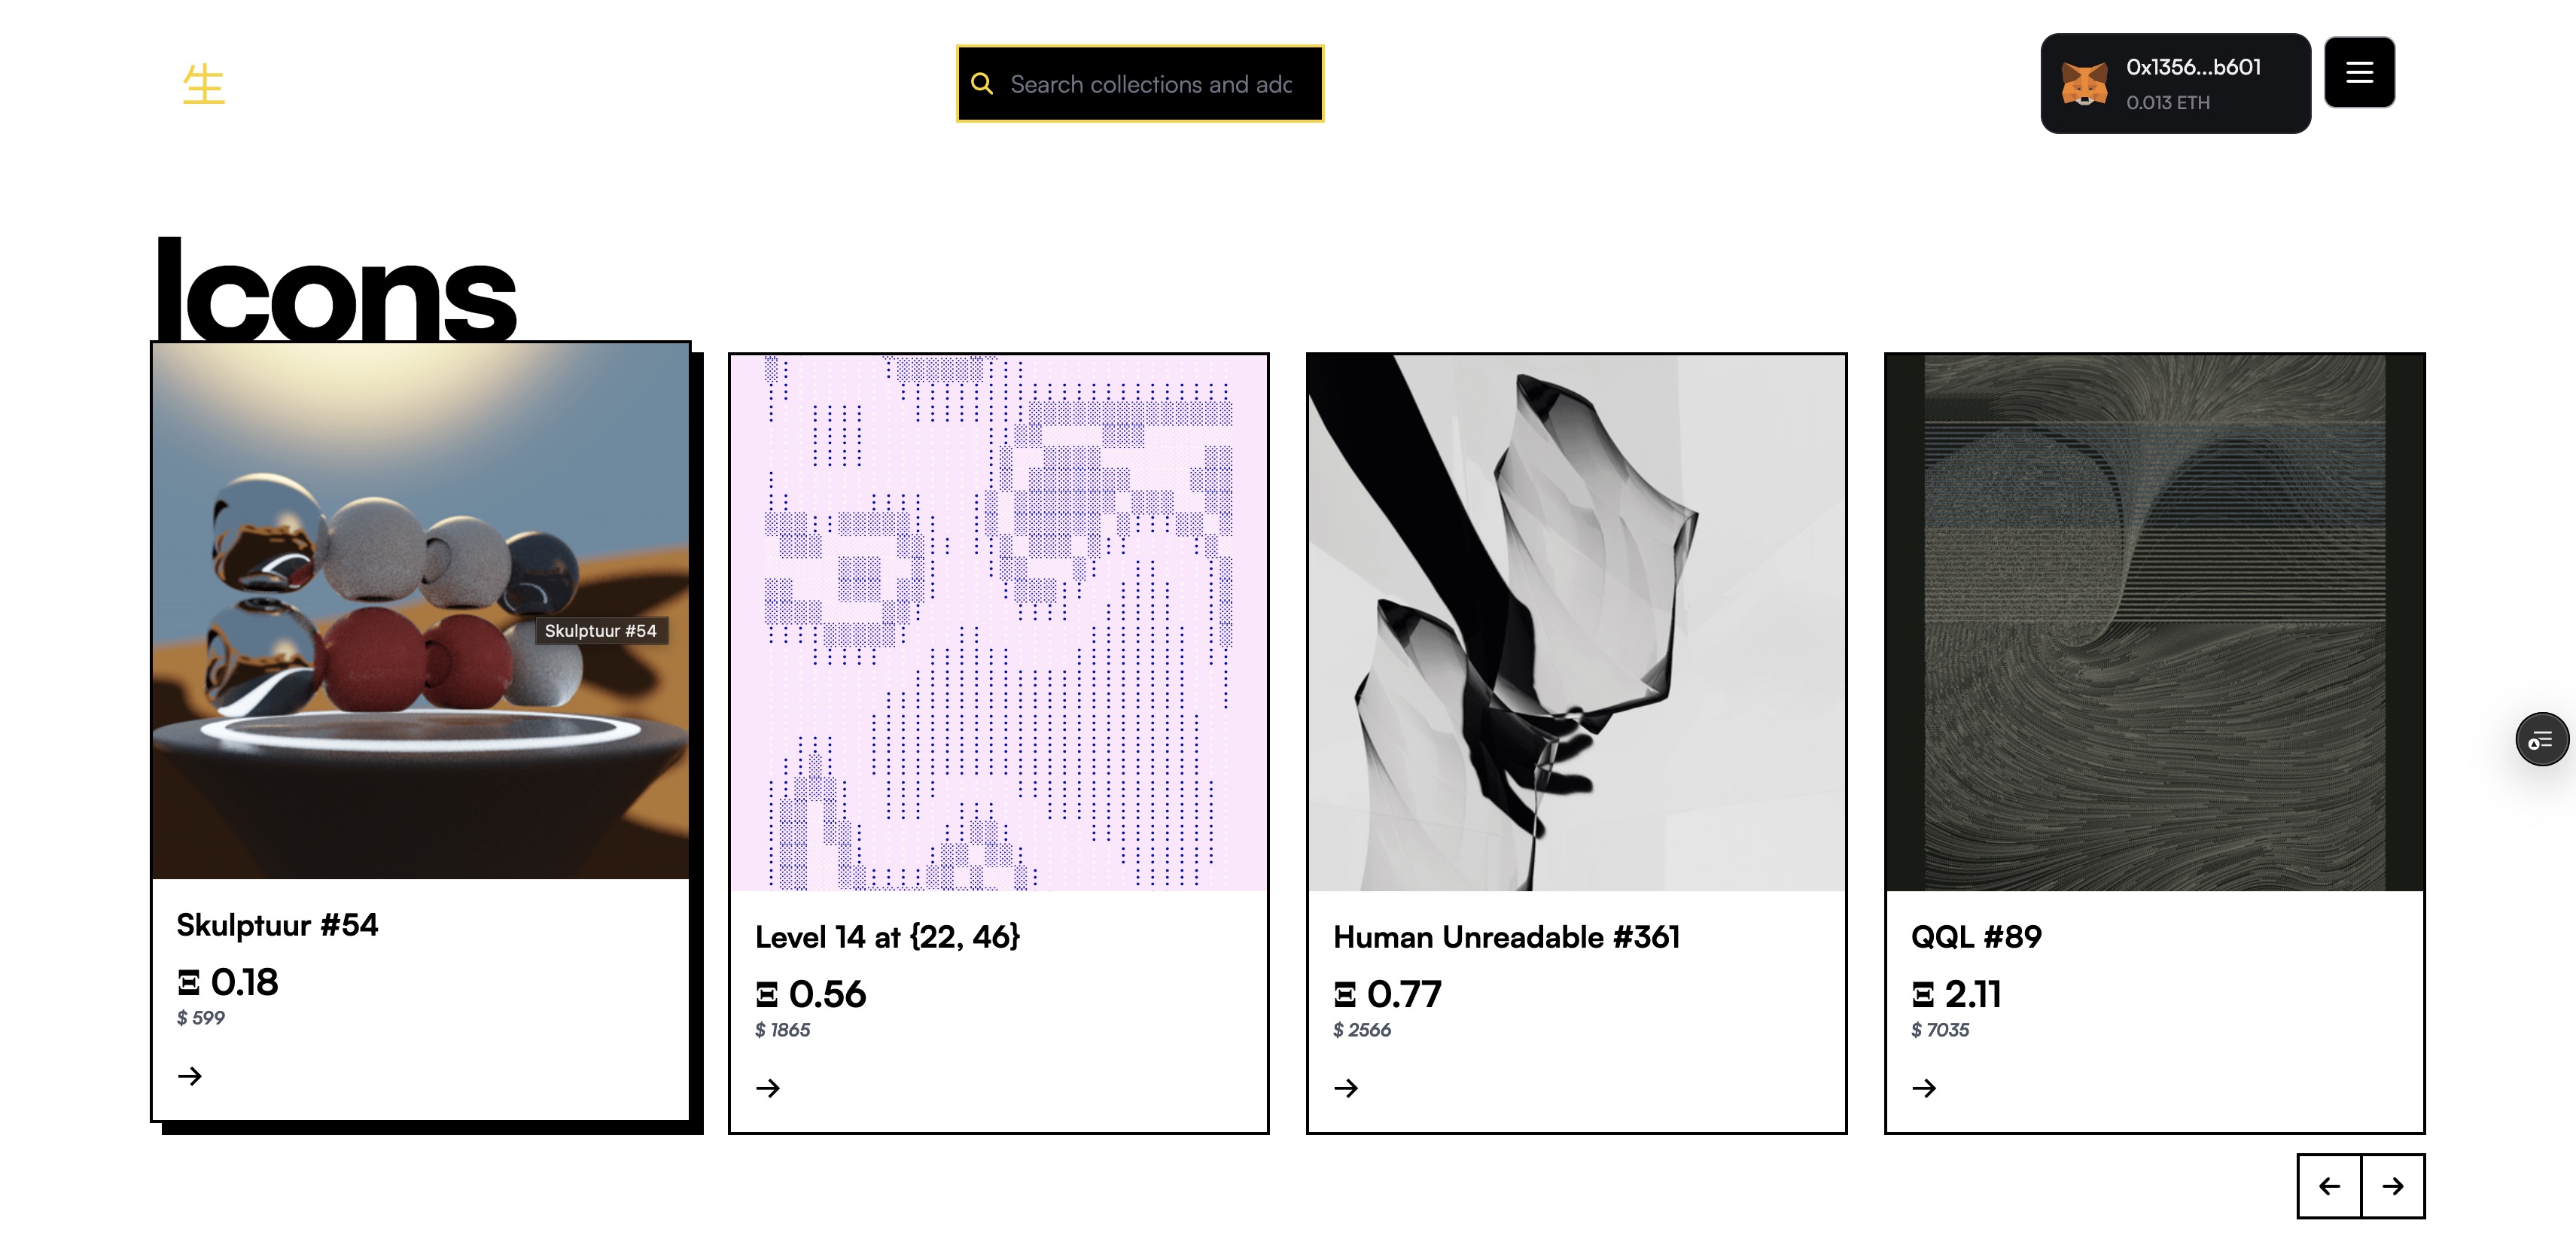 生
Search collections and adc
0x1356...b601
0.013 ETH
Icons
Skulptuur #54
Skulptuur #54
Ξ 0.18
$ 599
→
Level 14 at {22, 46}
Ξ 0.56
$ 1865
→
Human Unreadable #361
Ξ 0.77
$ 2566
→
QQL #89
Ξ 2.11
$ 7035
→
← →